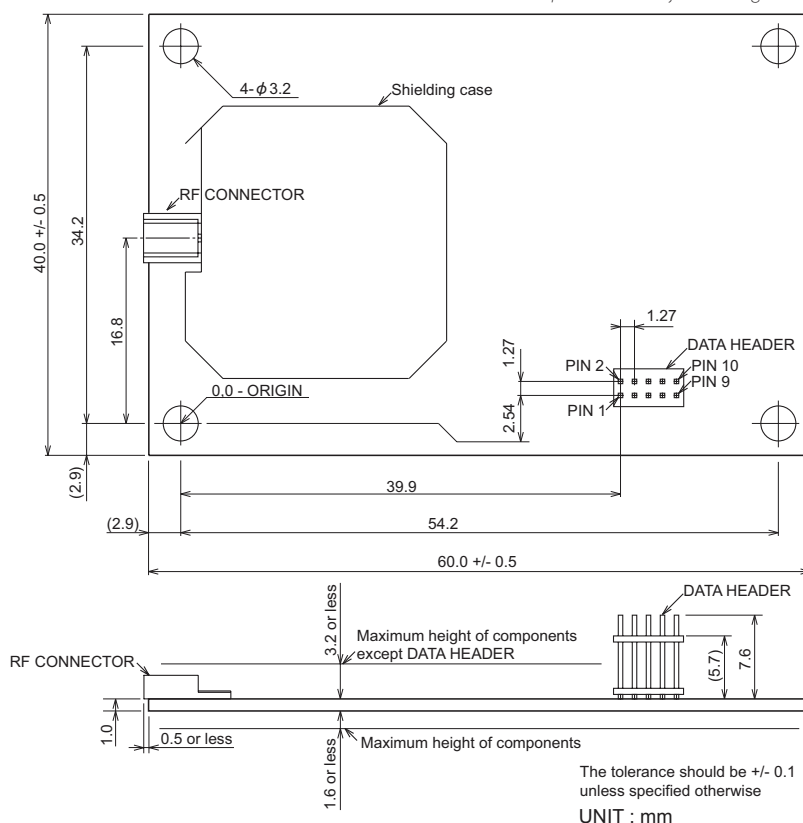 4-ϕ3.2
Shielding case
RF CONNECTOR
40.0 +/- 0.5
34.2
16.8
1.27
1.27
DATA HEADER
PIN 2
PIN 10
PIN 9
PIN 1
0,0 - ORIGIN
2.54
(2.9)
39.9
(2.9)
54.2
60.0 +/- 0.5
DATA HEADER
3.2 or less
Maximum height of components
except DATA HEADER
RF CONNECTOR
(5.7)
7.6
1.0
0.5 or less
1.6 or less
Maximum height of components
The tolerance should be +/- 0.1
unless specified otherwise
UNIT : mm